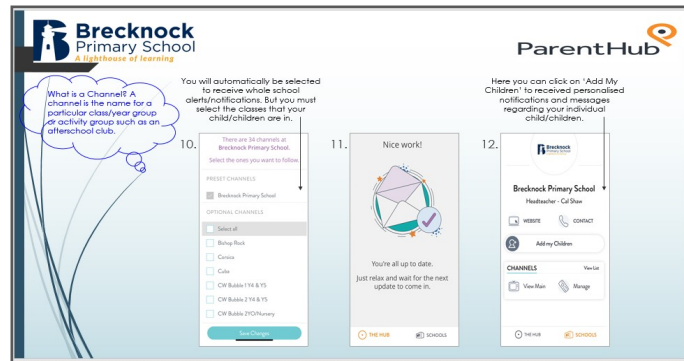 Brecknock
Primary School
A lighthouse of learning
ParentHub
What is a Channel? A
channel is the name for a
particular class/year group
or activity group such as an
afterschool club.
You will automatically be selected
to receive whole school
alerts/notifications. But you must
select the classes that your
child/children are in.
Here you can click on 'Add My
Children' to received personalised
notifications and messages
regarding your individual
child/children.
10.
There are 34 channels at
Brecknock Primary School.
Select the ones you want to follow.
PRESET CHANNELS
Brecknock Primary School
OPTIONAL CHANNELS
Select all
Bishop Rock
Corsica
Cuba
CW Bubble 1 Y4 & Y5
CW Bubble 2 Y4 & Y5
CW Bubble 2YO/Nursery
Save Changes
11.
Nice work!
You're all up to date.
Just relax and wait for the next
update to come in.
THE HUB
SCHOOLS
12.
Brecknock
Primary School
Brecknock Primary School
Headteacher - Cal Shaw
WEBSITE
CONTACT
Add my Children
CHANNELS
View List
View Main
Manage
THE HUB
SCHOOLS